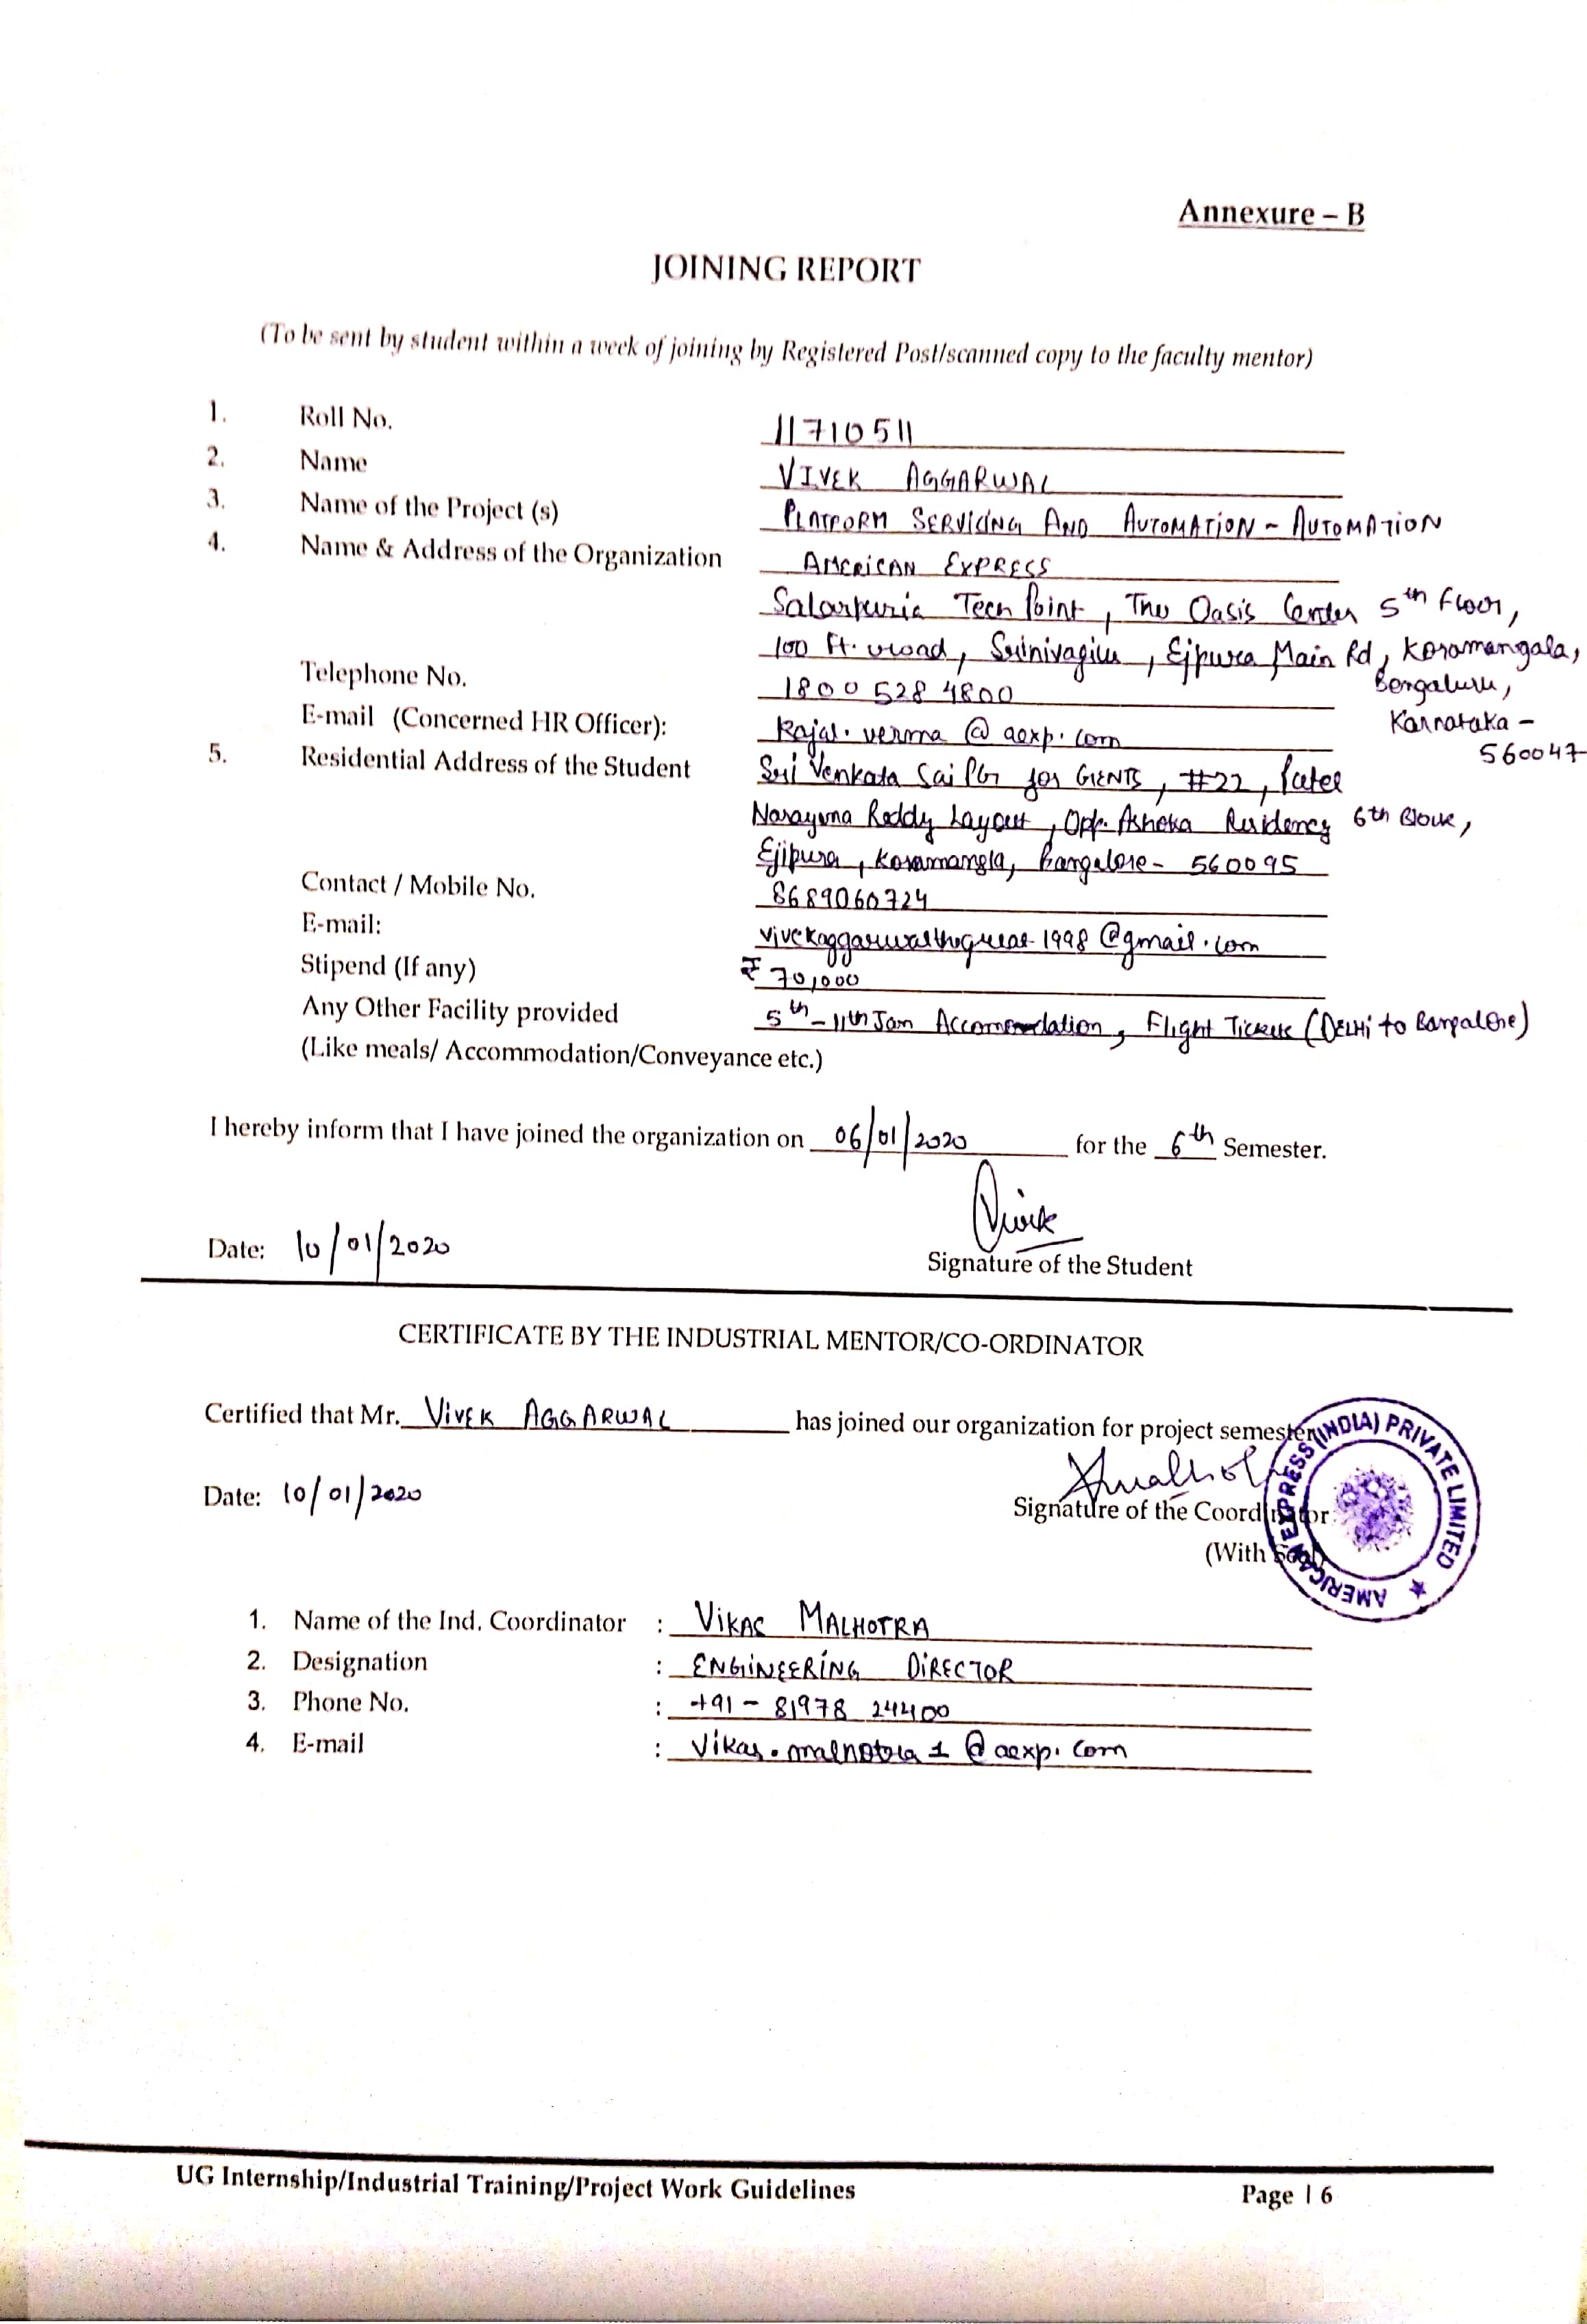 Annexure – B
JOINING REPORT
(To be sent by student within a week of joining by Registered Post/scanned copy to the faculty mentor)
1. Roll No. 11710511
2. Name VIVEK AGGARWAL
3. Name of the Project (s) PLATFORM SERVICING AND AUTOMATION - AUTOMATION
4. Name & Address of the Organization AMERICAN EXPRESS
Salarpuria Tech Point, The Oasis Center 5th Floor,
100 Ft. road, Srinivagilu, Ejipura Main Rd, Koramangala,
Bengaluru,
Telephone No. 1800 528 4800
Karnataka -
E-mail (Concerned HR Officer): Kajal.verma@aexp.com
560047
5. Residential Address of the Student Sri Venkata Sai PG for GENTS, #22, Patel
Narayana Reddy Layout, Opp. Ashoka Residency 6th Block,
Ejipura, Koramangla, Bangalore - 560095
Contact / Mobile No. 8689060724
E-mail: vivekaggarwalthegreat1998@gmail.com
Stipend (If any) ₹ 70,000
Any Other Facility provided 5th - 11th Jan Accomondation, Flight Tickets (DELHI to Bangalore)
(Like meals/ Accommodation/Conveyance etc.)
I hereby inform that I have joined the organization on 06/01/2020 for the 6th Semester.
Vivek
Date: 10/01/2020
Signature of the Student
CERTIFICATE BY THE INDUSTRIAL MENTOR/CO-ORDINATOR
Certified that Mr. VIVEK AGGARWAL has joined our organization for project semester
Date: 10/01/2020
Signature of the Coordinator
(With Seal)
AMERICAN EXPRESS (INDIA) PRIVATE LIMITED ★
1. Name of the Ind. Coordinator : VIKAS MALHOTRA
2. Designation : ENGINEERING DIRECTOR
3. Phone No. : +91 - 81978 24400
4. E-mail : Vikas.malhotra1@aexp.com
UG Internship/Industrial Training/Project Work Guidelines
Page | 6